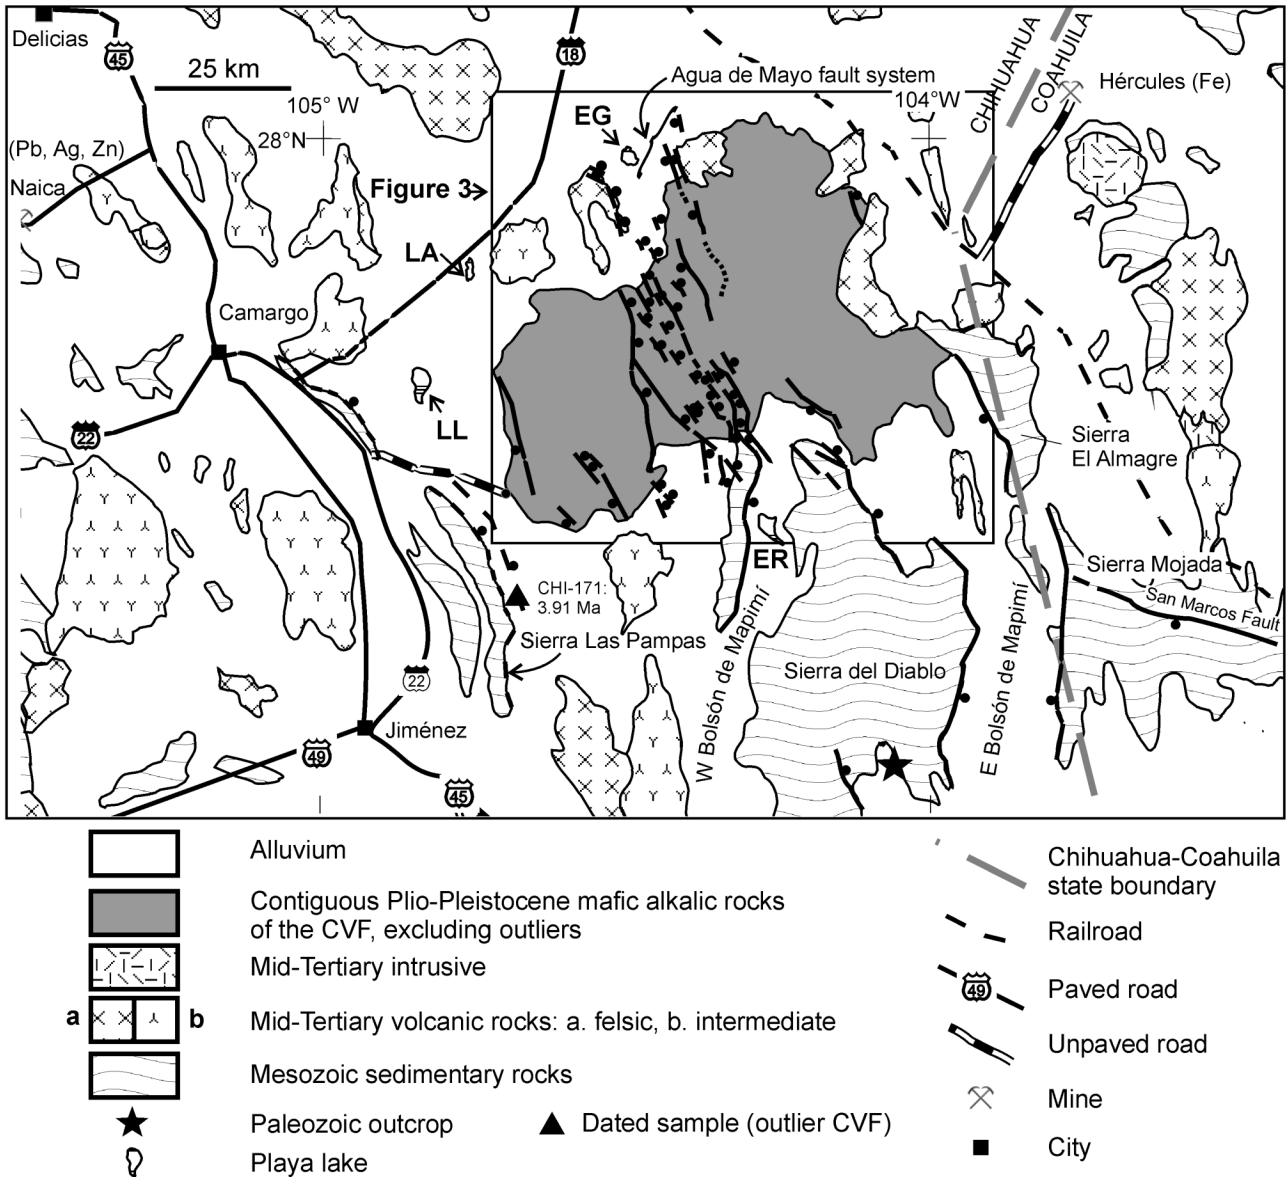 Delicias
45
18
25 km
Agua de Mayo fault system
CHIHUAHUA
COAHUILA
Hércules (Fe)
105° W
104°W
28°N
EG
(Pb, Ag, Zn)
Naica
Figure 3
LA
Camargo
LL
22
Sierra
El Almagre
ER
CHI-171:
3.91 Ma
Sierra Mojada
San Marcos Fault
Sierra Las Pampas
W Bolsón de Mapimí
Sierra del Diablo
E Bolsón de Mapimí
22
Jiménez
49
45
Alluvium
Contiguous Plio-Pleistocene mafic alkalic rocks
of the CVF, excluding outliers
Mid-Tertiary intrusive
a b Mid-Tertiary volcanic rocks: a. felsic, b. intermediate
Mesozoic sedimentary rocks
Paleozoic outcrop
Dated sample (outlier CVF)
Playa lake
Chihuahua-Coahuila
state boundary
Railroad
49 Paved road
Unpaved road
Mine
City